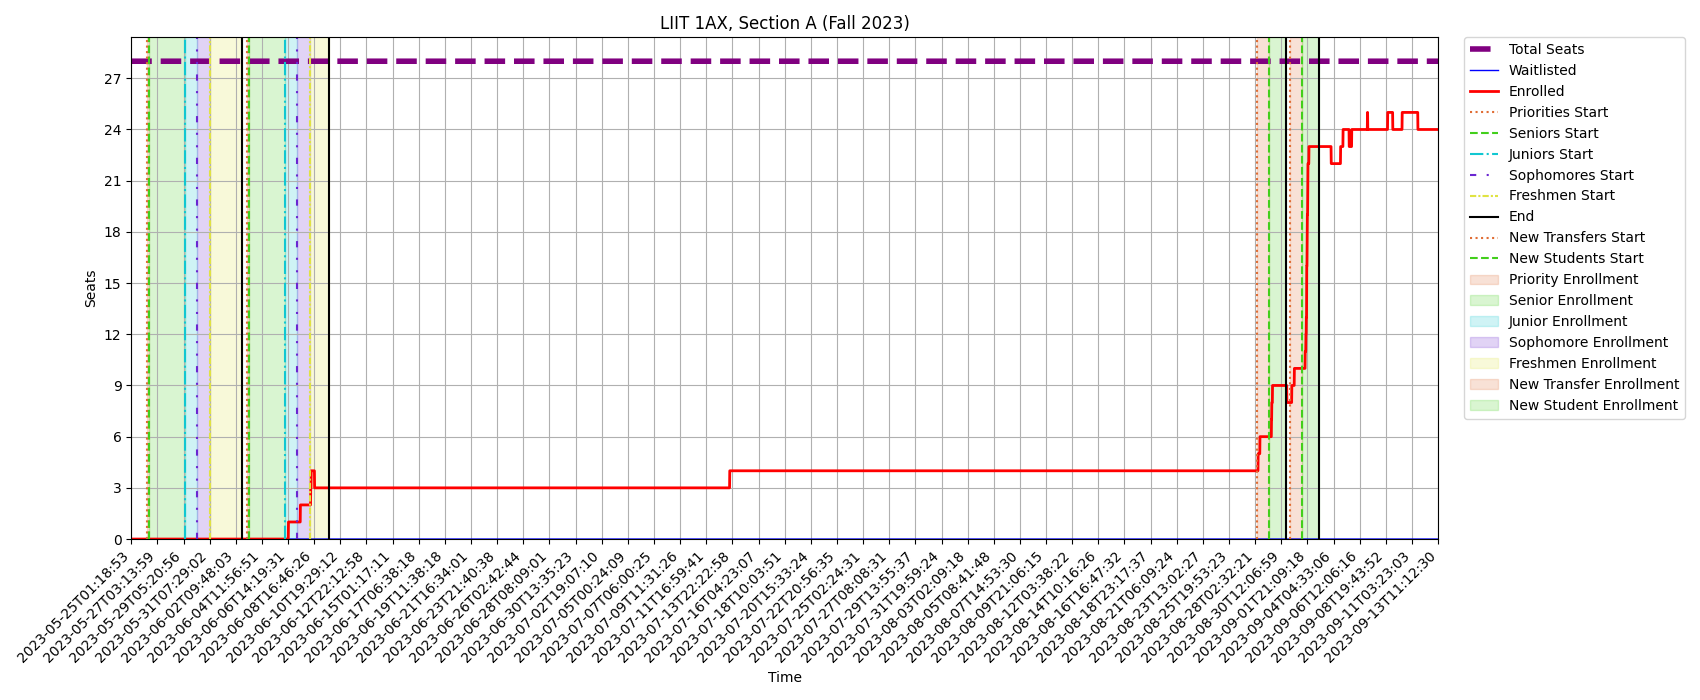 LIIT 1AX, Section A (Fall 2023)
Seats
27
24
21
18
15
12
9
6
3
0
2023-05-25T01:18:53
2023-05-27T03:13:59
2023-05-29T05:20:56
2023-05-31T07:29:02
2023-06-02T09:48:03
2023-06-04T11:56:51
2023-06-06T14:19:31
2023-06-08T16:46:26
2023-06-10T19:29:12
2023-06-12T22:12:58
2023-06-15T01:17:11
2023-06-17T06:38:18
2023-06-19T11:38:18
2023-06-21T16:34:01
2023-06-23T21:40:38
2023-06-26T02:42:44
2023-06-28T08:09:01
2023-06-30T13:35:23
2023-07-02T19:07:10
2023-07-05T00:24:09
2023-07-07T06:00:25
2023-07-09T11:31:26
2023-07-11T16:59:41
2023-07-13T22:22:58
2023-07-16T04:23:07
2023-07-18T10:03:51
2023-07-20T15:33:24
2023-07-22T20:56:35
2023-07-25T02:24:31
2023-07-27T08:08:31
2023-07-29T13:55:37
2023-07-31T19:59:24
2023-08-03T02:09:18
2023-08-05T08:41:48
2023-08-07T14:53:30
2023-08-09T21:06:15
2023-08-12T03:38:22
2023-08-14T10:16:26
2023-08-16T16:47:32
2023-08-18T23:17:37
2023-08-21T06:09:24
2023-08-23T13:02:27
2023-08-25T19:53:23
2023-08-28T02:32:21
2023-08-30T12:06:59
2023-09-01T21:09:18
2023-09-04T04:33:06
2023-09-06T12:06:16
2023-09-08T19:43:52
2023-09-11T03:23:03
2023-09-13T11:12:30
Time
Total Seats
Waitlisted
Enrolled
Priorities Start
Seniors Start
Juniors Start
Sophomores Start
Freshmen Start
End
New Transfers Start
New Students Start
Priority Enrollment
Senior Enrollment
Junior Enrollment
Sophomore Enrollment
Freshmen Enrollment
New Transfer Enrollment
New Student Enrollment